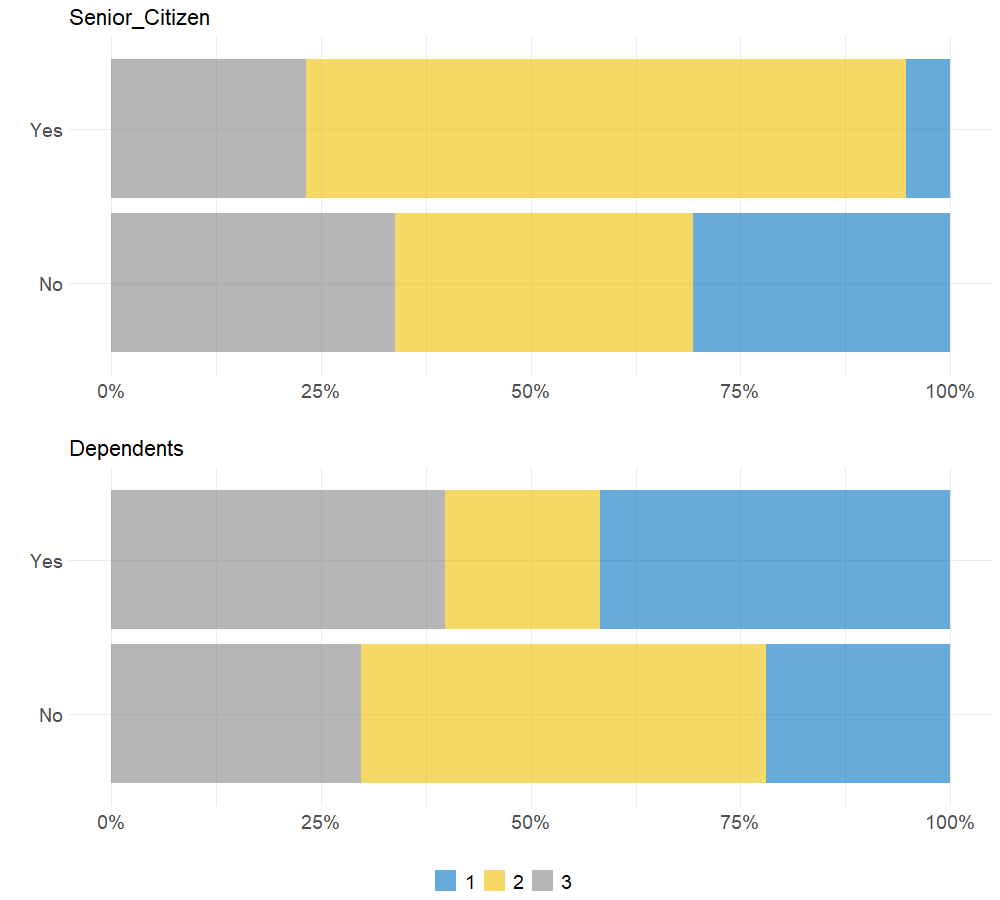 Senior_Citizen
Yes
No
0% 25% 50% 75% 100%
Dependents
Yes
No
0% 25% 50% 75% 100%
1 2 3